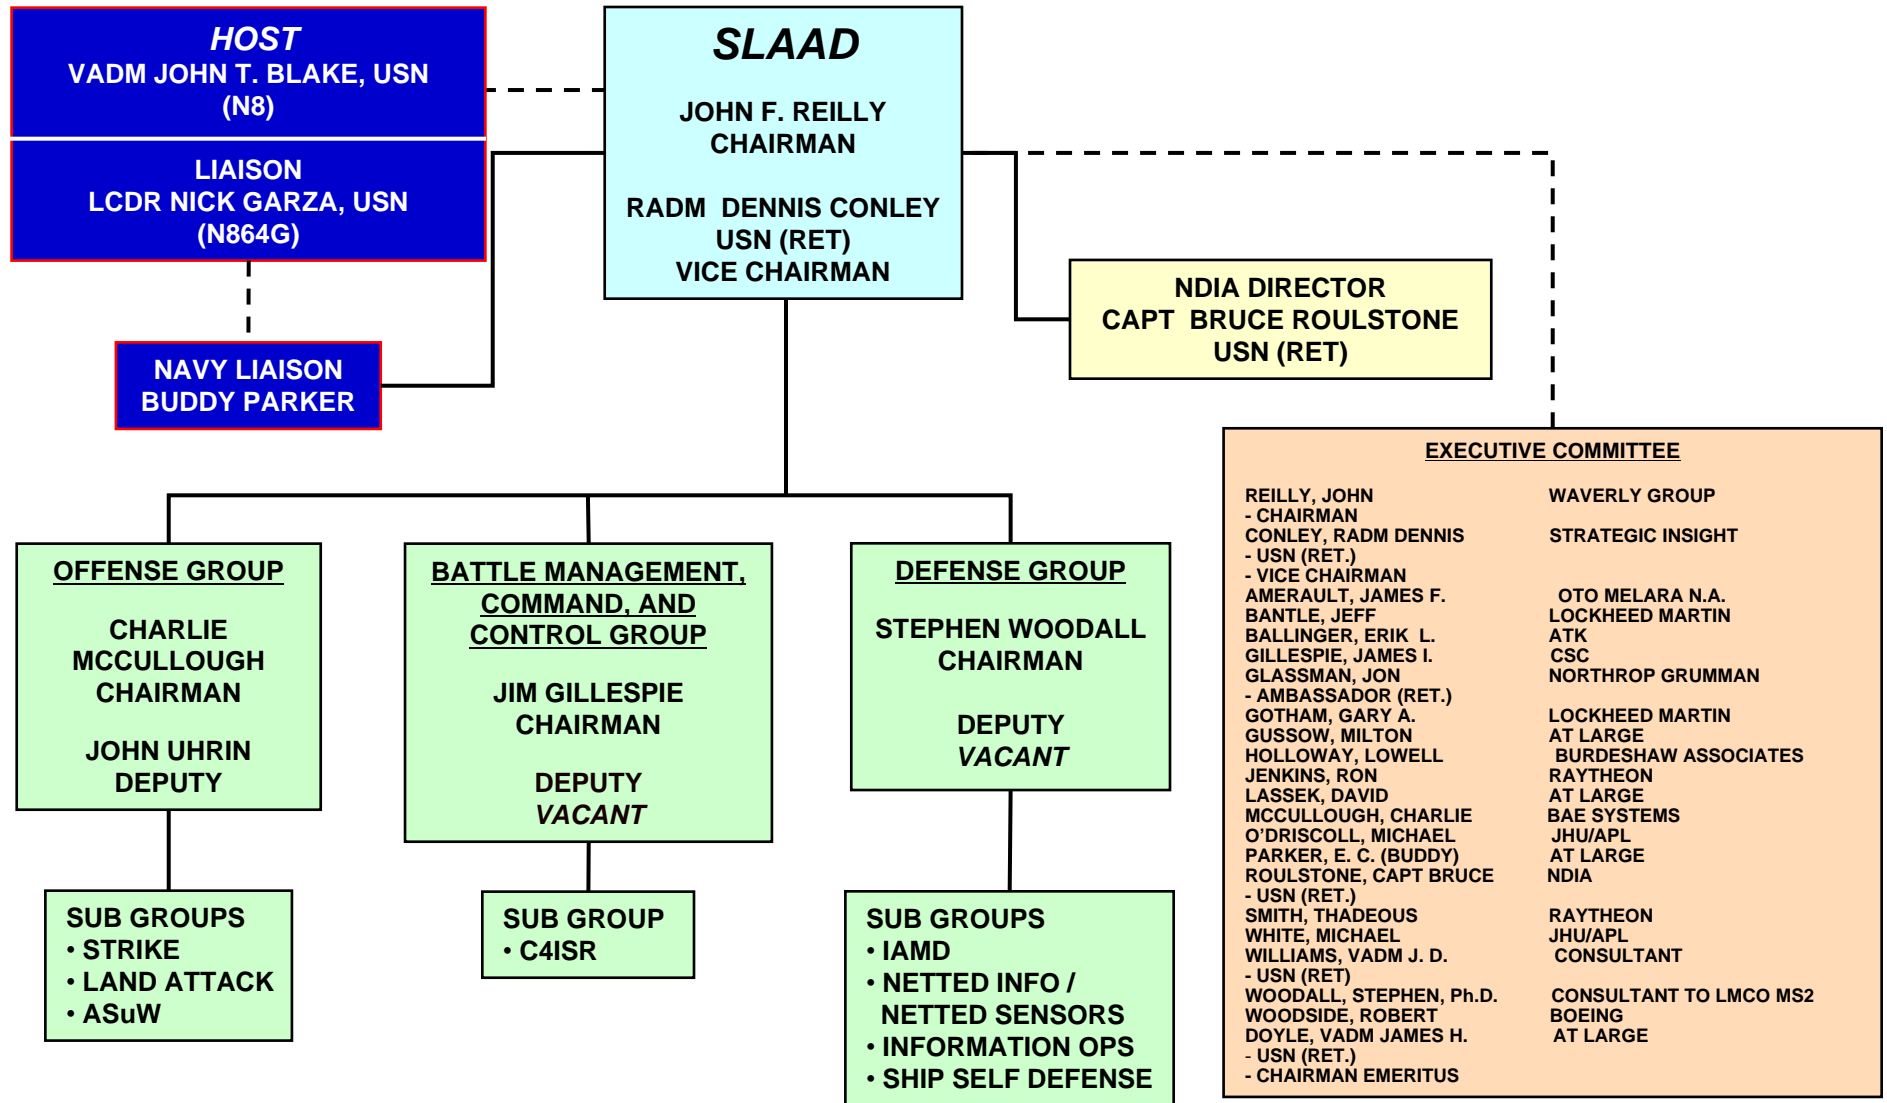 HOST
VADM JOHN T. BLAKE, USN
(N8)
LIAISON
LCDR NICK GARZA, USN
(N864G)
NAVY LIAISON
BUDDY PARKER
SLAAD
JOHN F. REILLY
CHAIRMAN
RADM DENNIS CONLEY
USN (RET)
VICE CHAIRMAN
NDIA DIRECTOR
CAPT BRUCE ROULSTONE
USN (RET)
OFFENSE GROUP
CHARLIE
MCCULLOUGH
CHAIRMAN
JOHN UHRIN
DEPUTY
SUB GROUPS
• STRIKE
• LAND ATTACK
• ASuW
BATTLE MANAGEMENT,
COMMAND, AND
CONTROL GROUP
JIM GILLESPIE
CHAIRMAN
DEPUTY
VACANT
SUB GROUP
• C4ISR
DEFENSE GROUP
STEPHEN WOODALL
CHAIRMAN
DEPUTY
VACANT
SUB GROUPS
• IAMD
• NETTED INFO /
NETTED SENSORS
• INFORMATION OPS
• SHIP SELF DEFENSE
EXECUTIVE COMMITTEE
REILLY, JOHN WAVERLY GROUP
- CHAIRMAN
CONLEY, RADM DENNIS STRATEGIC INSIGHT
- USN (RET.)
- VICE CHAIRMAN
AMERAULT, JAMES F. OTO MELARA N.A.
BANTLE, JEFF LOCKHEED MARTIN
BALLINGER, ERIK L. ATK
GILLESPIE, JAMES I. CSC
GLASSMAN, JON NORTHROP GRUMMAN
- AMBASSADOR (RET.)
GOTHAM, GARY A. LOCKHEED MARTIN
GUSSOW, MILTON AT LARGE
HOLLOWAY, LOWELL BURDESHAW ASSOCIATES
JENKINS, RON RAYTHEON
LASSEK, DAVID AT LARGE
MCCULLOUGH, CHARLIE BAE SYSTEMS
O'DRISCOLL, MICHAEL JHU/APL
PARKER, E. C. (BUDDY) AT LARGE
ROULSTONE, CAPT BRUCE NDIA
- USN (RET.)
SMITH, THADEOUS RAYTHEON
WHITE, MICHAEL JHU/APL
WILLIAMS, VADM J. D. CONSULTANT
- USN (RET)
WOODALL, STEPHEN, Ph.D. CONSULTANT TO LMCO MS2
WOODSIDE, ROBERT BOEING
DOYLE, VADM JAMES H. AT LARGE
- USN (RET.)
- CHAIRMAN EMERITUS